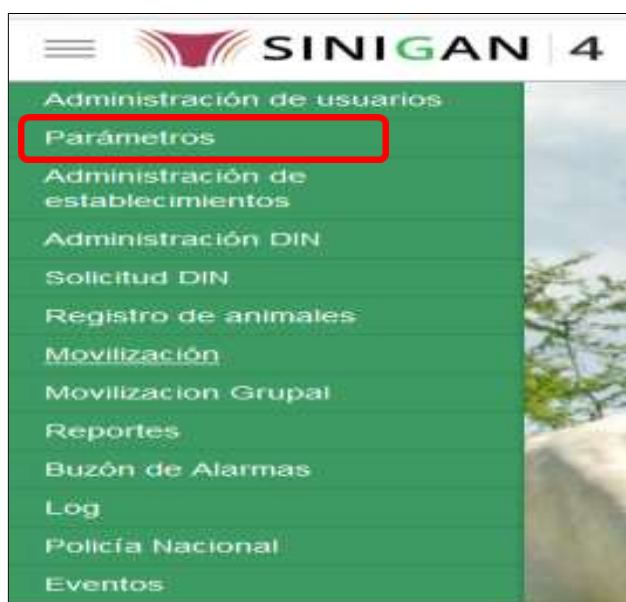 SINIGAN 4
Administración de usuarios
Parámetros
Administración de
establecimientos
Administración DIN
Solicitud DIN
Registro de animales
Movilización
Movilizacion Grupal
Reportes
Buzón de Alarmas
Log
Policía Nacional
Eventos